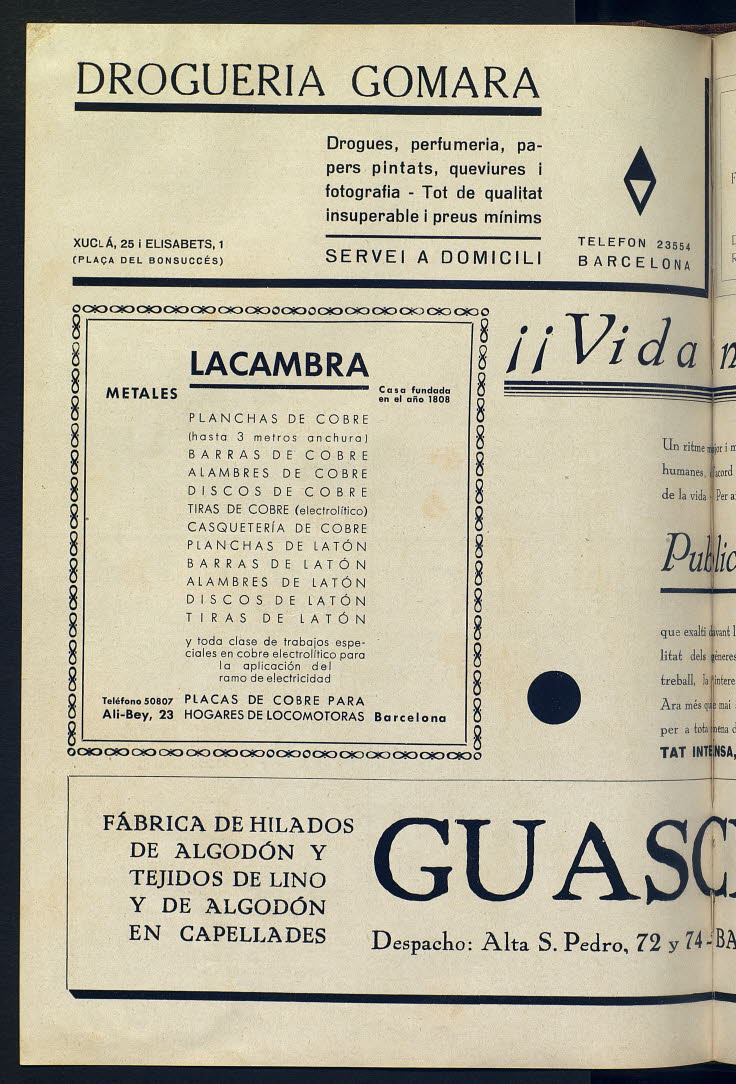 DROGUERIA GOMARA
Drogues, perfumeria, pa-
pers pintats, queviures i
fotografia - Tot de qualitat
insuperable i preus mínims
XUCLÁ, 25 i ELISABETS, 1
(PLAÇA DEL BONSUCCÉS)
SERVEI A DOMICILI
TELEFON 23554
BARCELONA
LACAMBRA
METALES
Casa fundada
en el año 1808
PLANCHAS DE COBRE
(hasta 3 metros anchura)
BARRAS DE COBRE
ALAMBRES DE COBRE
DISCOS DE COBRE
TIRAS DE COBRE (electrolítico)
CASQUETERÍA DE COBRE
PLANCHAS DE LATÓN
BARRAS DE LATÓN
ALAMBRES DE LATÓN
DISCOS DE LATÓN
TIRAS DE LATÓN
y toda clase de trabajos espe-
ciales en cobre electrolítico para
la aplicación del
ramo de electricidad
Teléfono 50807 PLACAS DE COBRE PARA
Ali-Bey, 23 HOGARES DE LOCOMOTORAS Barcelona
¡¡Vida
Un ritme
humanes,
de la vida - Per
que exalti
litat dels
treball, la
Ara més que mai
per a tota mena
TAT INTENSA,
FÁBRICA DE HILADOS
DE ALGODÓN Y
TEJIDOS DE LINO
Y DE ALGODÓN
EN CAPELLADES
GUASC
Despacho: Alta S. Pedro, 72 y 74 - BA